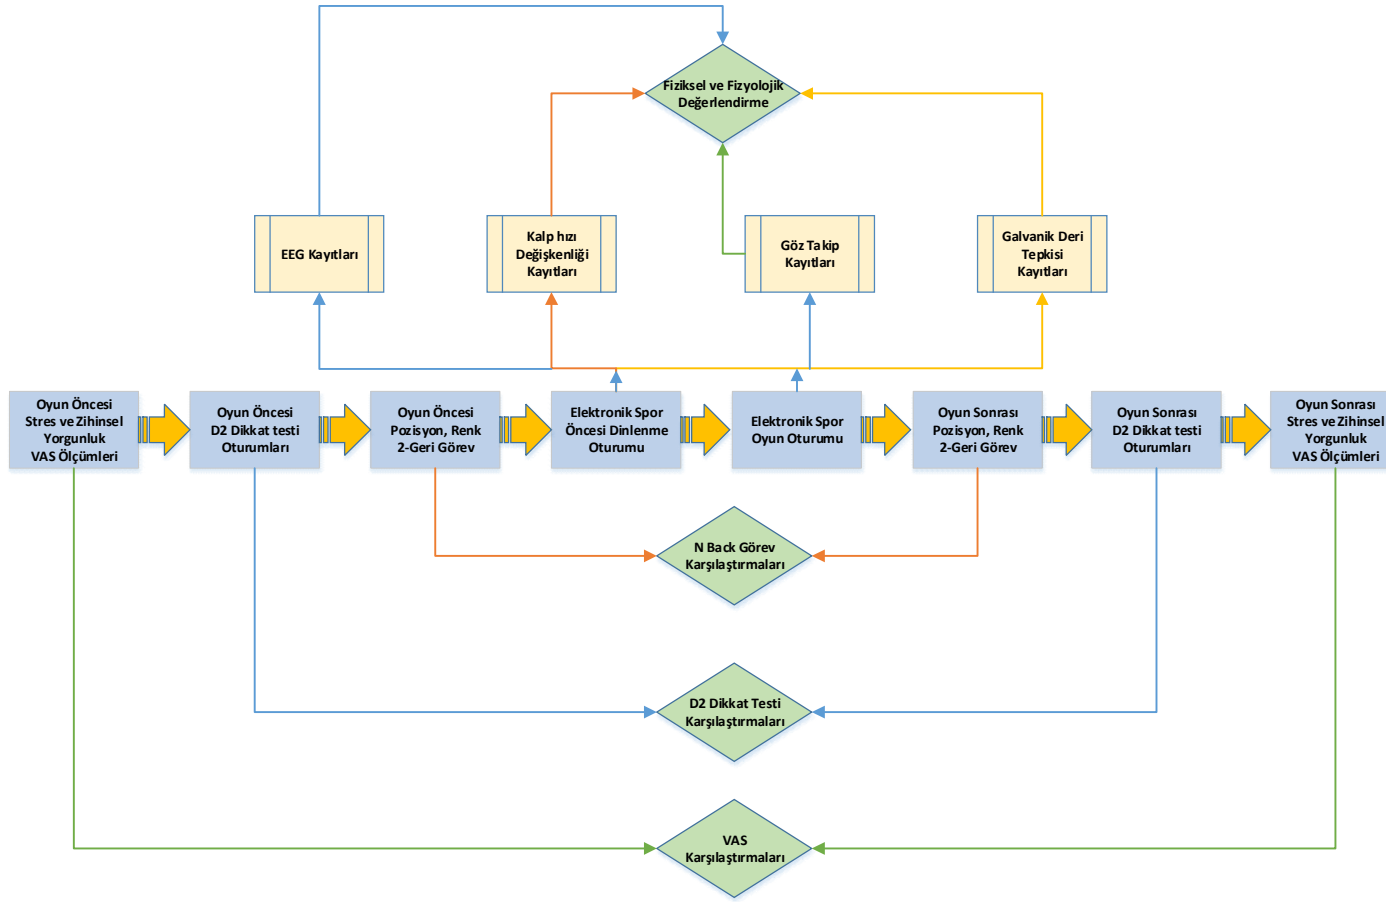 Fiziksel ve Fizyolojik
Değerlendirme
EEG Kayıtları
Kalp hızı
Değişkenliği
Kayıtları
Göz Takip
Kayıtları
Galvanik Deri
Tepkisi
Kayıtları
Oyun Öncesi
Stres ve Zihinsel
Yorgunluk
VAS Ölçümleri
Oyun Öncesi
D2 Dikkat testi
Oturumları
Oyun Öncesi
Pozisyon, Renk
2-Geri Görev
Elektronik Spor
Öncesi Dinlenme
Oturumu
Elektronik Spor
Oyun Oturumu
Oyun Sonrası
Pozisyon, Renk
2-Geri Görev
Oyun Sonrası
D2 Dikkat testi
Oturumları
Oyun Sonrası
Stres ve Zihinsel
Yorgunluk
VAS Ölçümleri
N Back Görev
Karşılaştırmaları
D2 Dikkat Testi
Karşılaştırmaları
VAS
Karşılaştırmaları